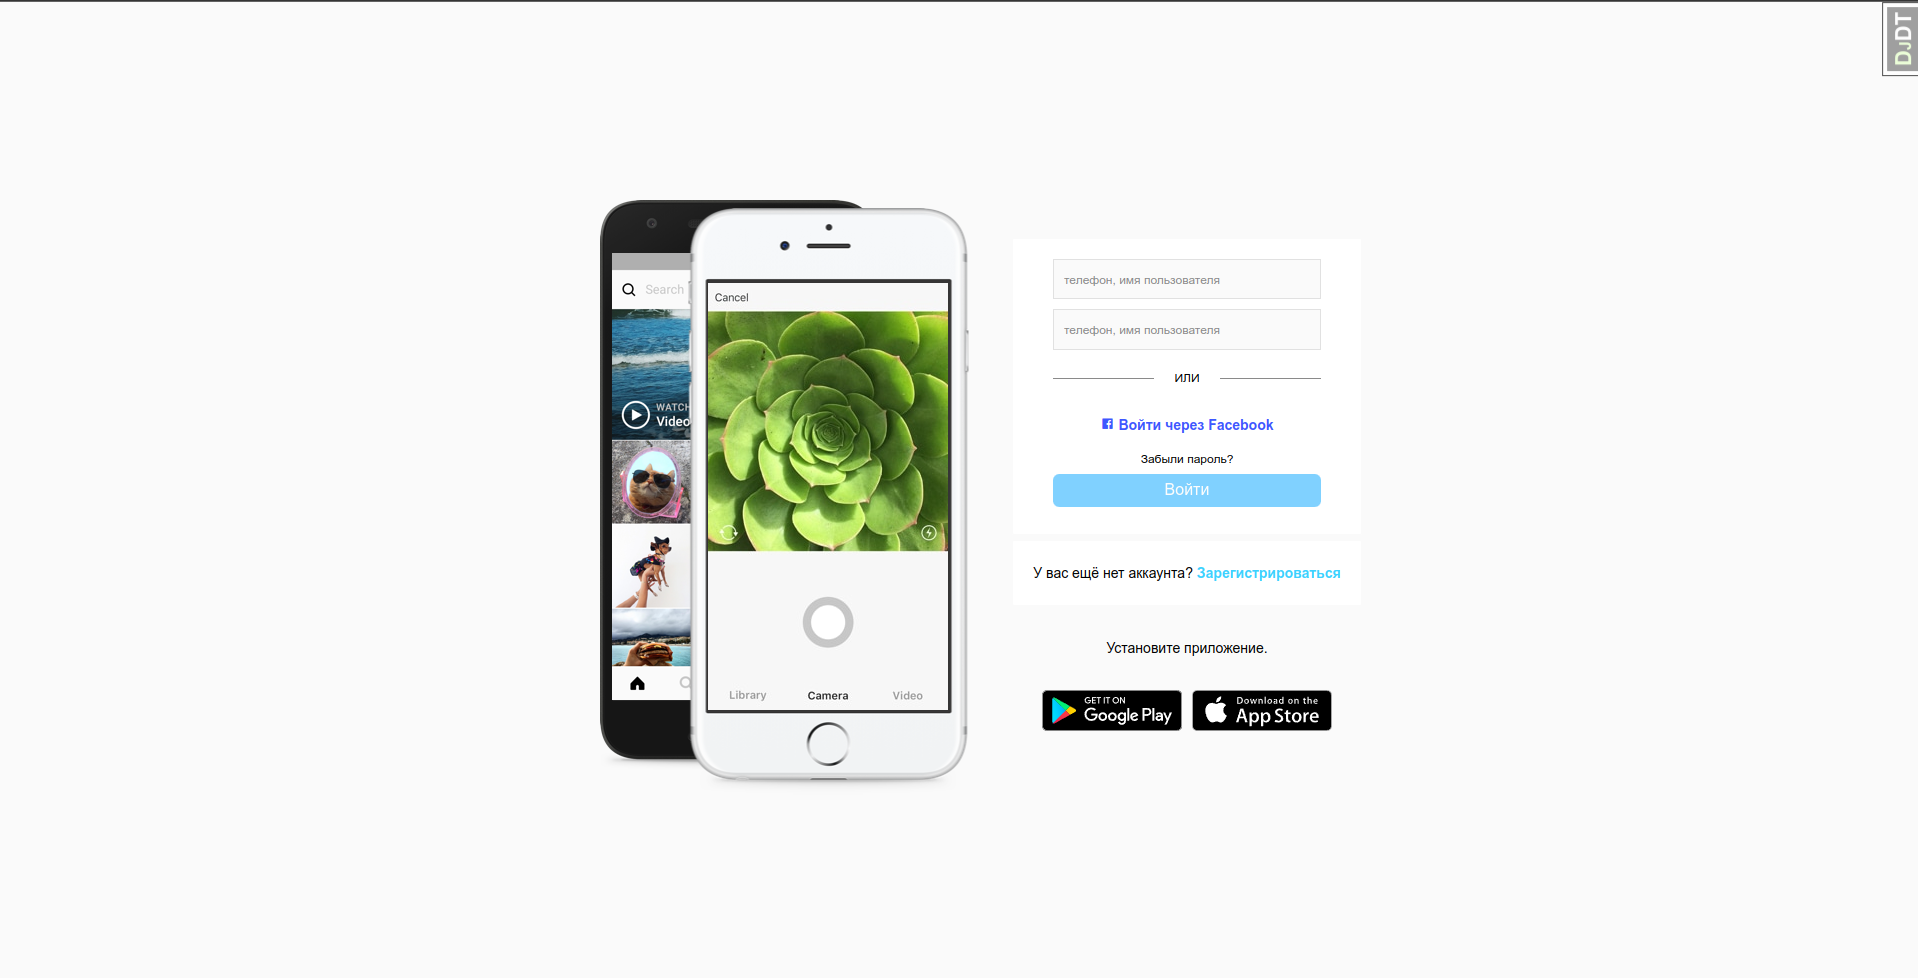 DJDT
Search
WATCH
Video
Cancel
Library Camera Video
телефон, имя пользователя
телефон, имя пользователя
ИЛИ
Войти через Facebook
Забыли пароль?
Войти
У вас ещё нет аккаунта? Зарегистрироваться
Установите приложение.
GET IT ON
Google Play
Download on the
App Store